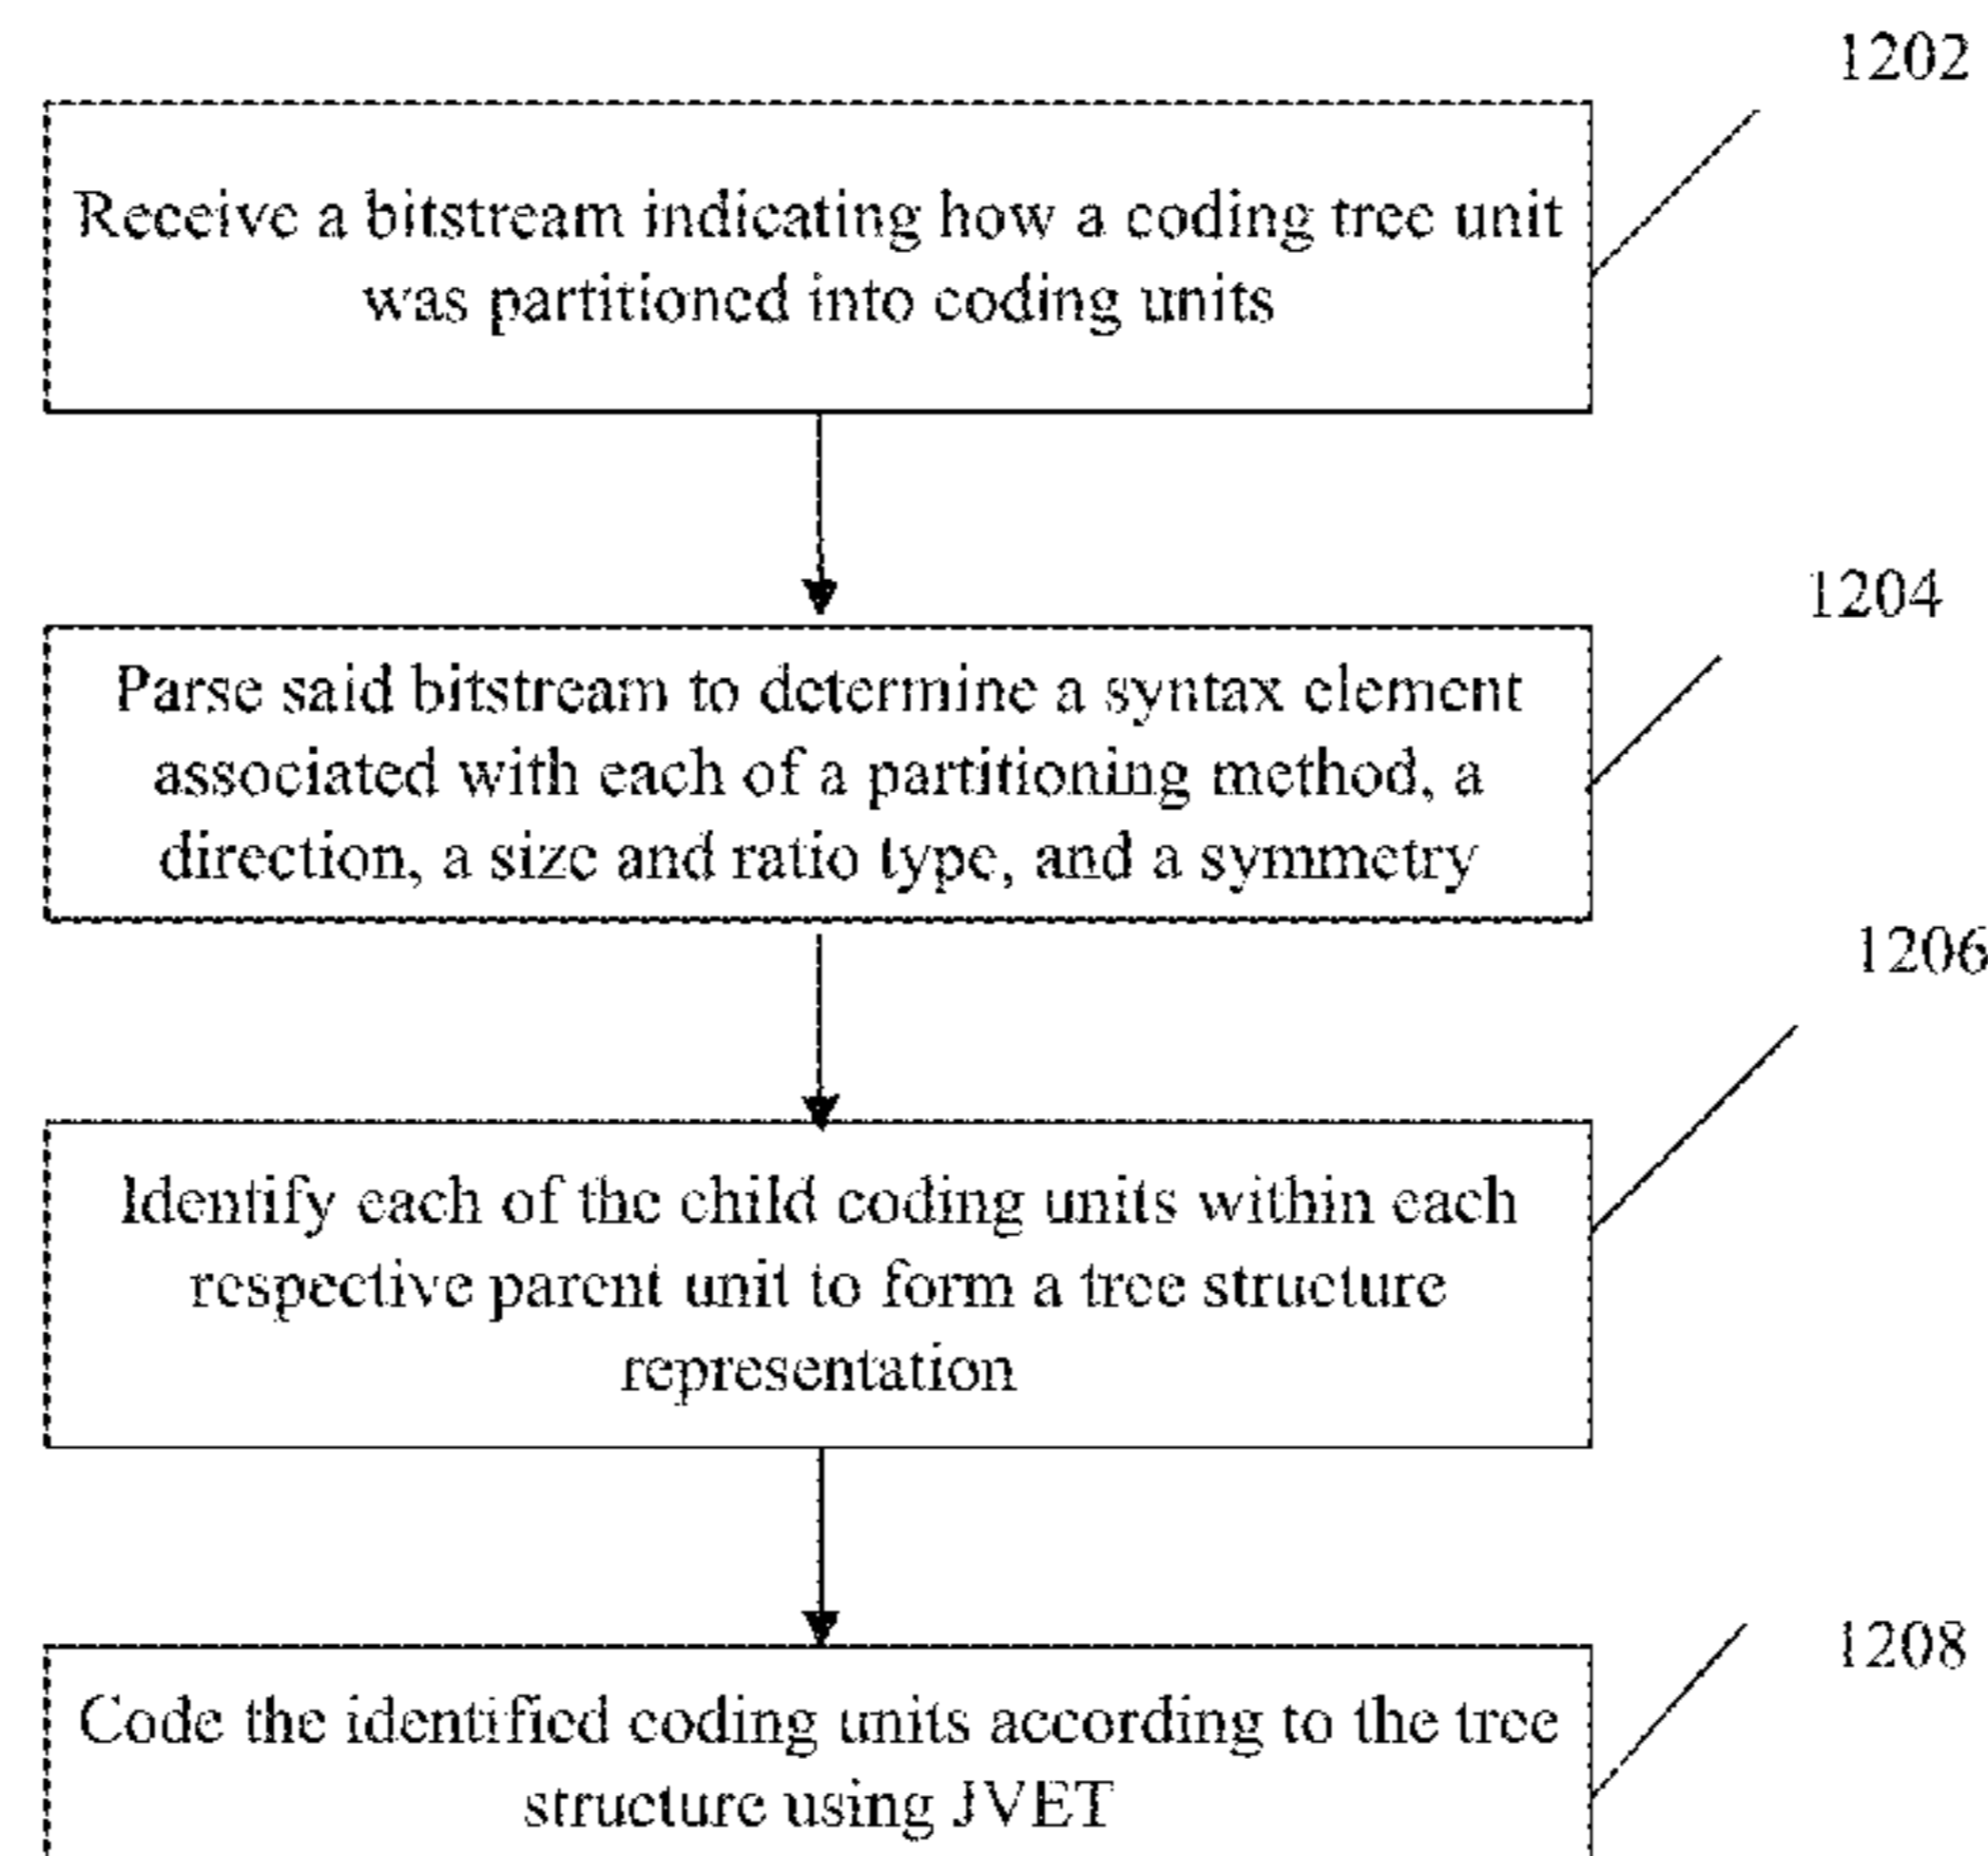 1202
Receive a bitstream indicating how a coding tree unit
was partitioned into coding units
1204
Parse said bitstream to determine a syntax element
associated with each of a partitioning method, a
direction, a size and ratio type, and a symmetry
1206
Identify each of the child coding units within each
respective parent unit to form a tree structure
representation
1208
Code the identified coding units according to the tree
structure using JVET